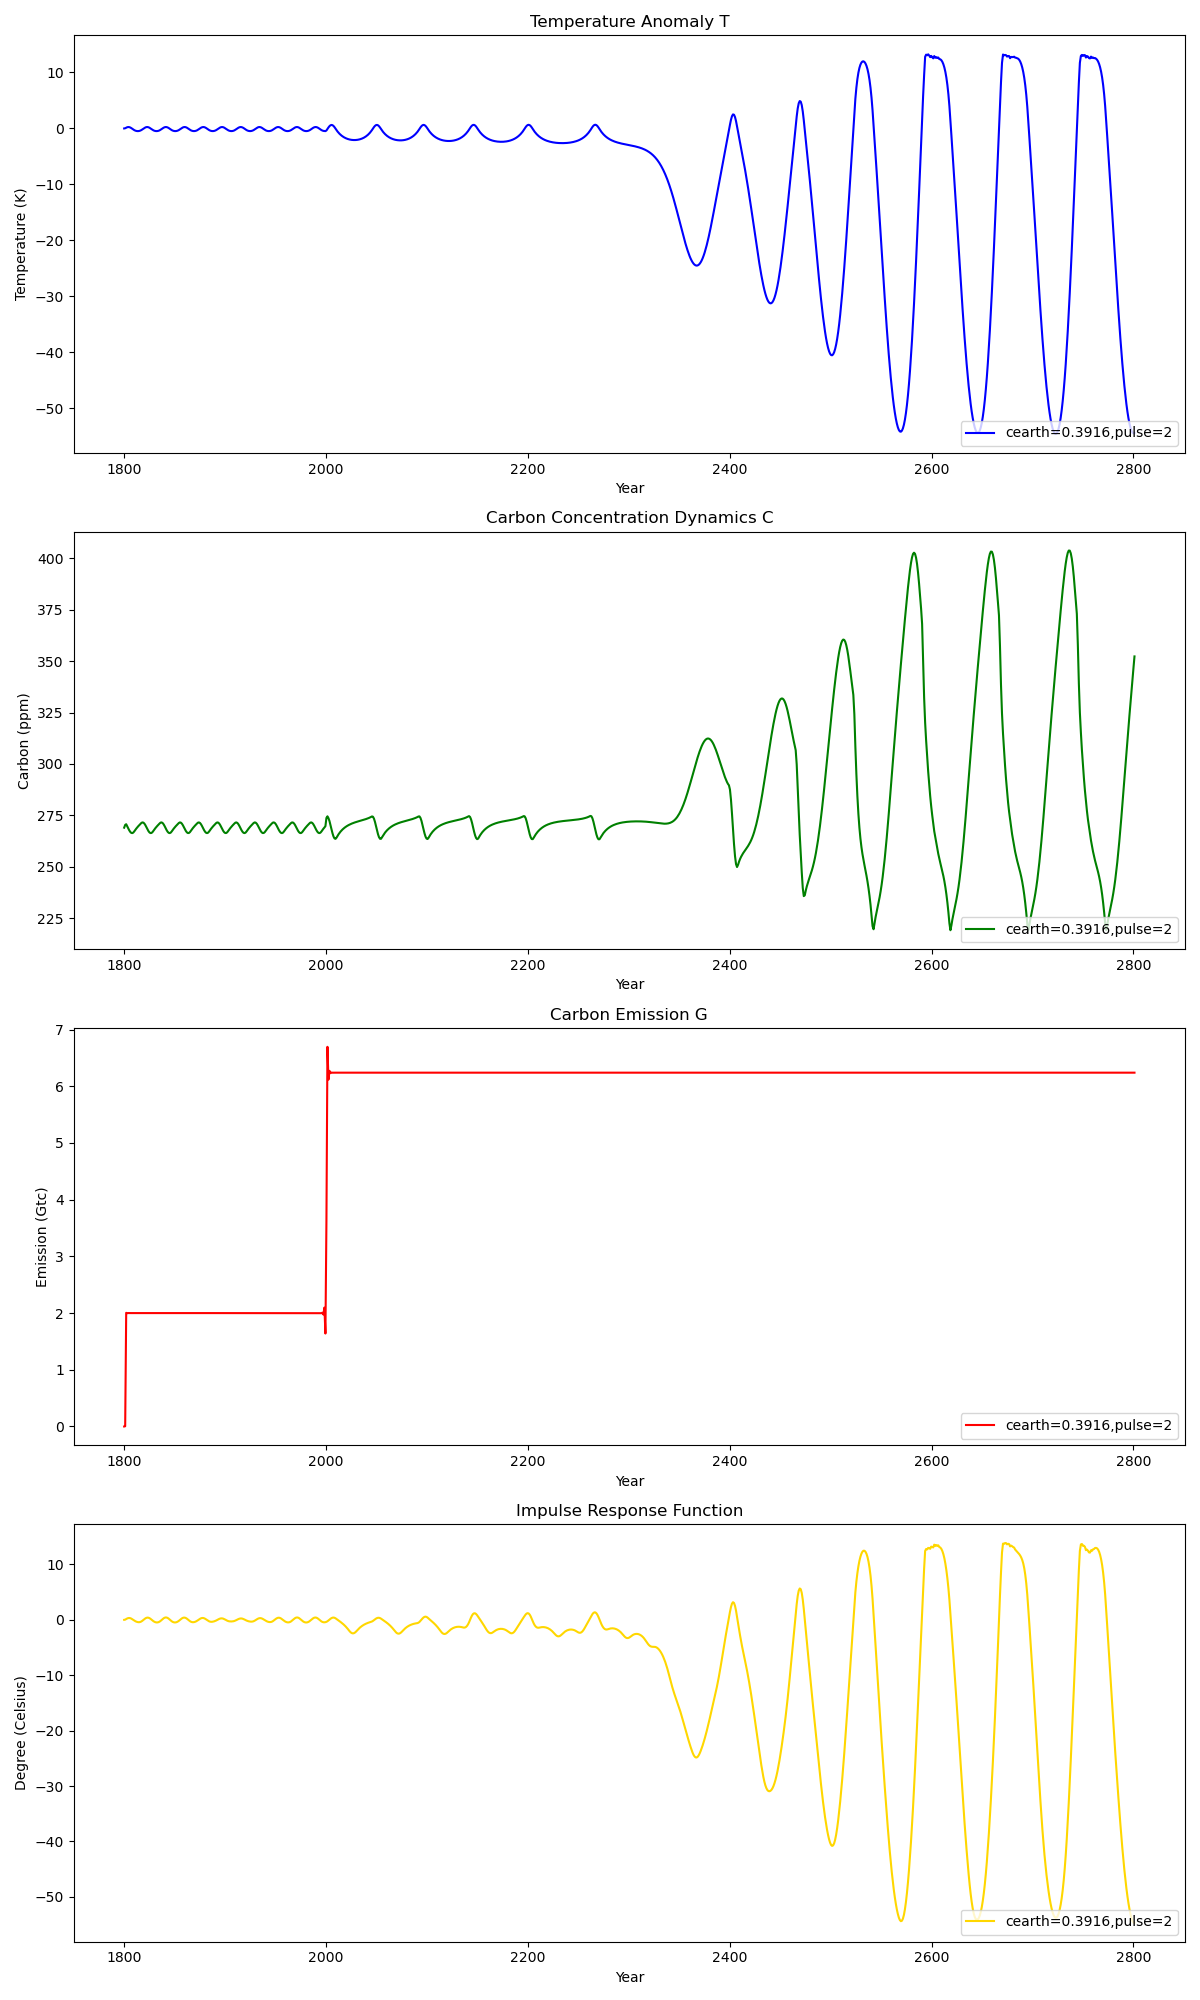 Temperature Anomaly T
10
0
−10
−20
−30
−40
−50
Temperature (K)
cearth=0.3916,pulse=2
1800 2000 2200 2400 2600 2800
Year
Carbon Concentration Dynamics C
400
375
350
325
300
275
250
225
Carbon (ppm)
cearth=0.3916,pulse=2
1800 2000 2200 2400 2600 2800
Year
Carbon Emission G
7
6
5
4
3
2
1
0
Emission (Gtc)
cearth=0.3916,pulse=2
1800 2000 2200 2400 2600 2800
Year
Impulse Response Function
10
0
−10
−20
−30
−40
−50
Degree (Celsius)
cearth=0.3916,pulse=2
1800 2000 2200 2400 2600 2800
Year